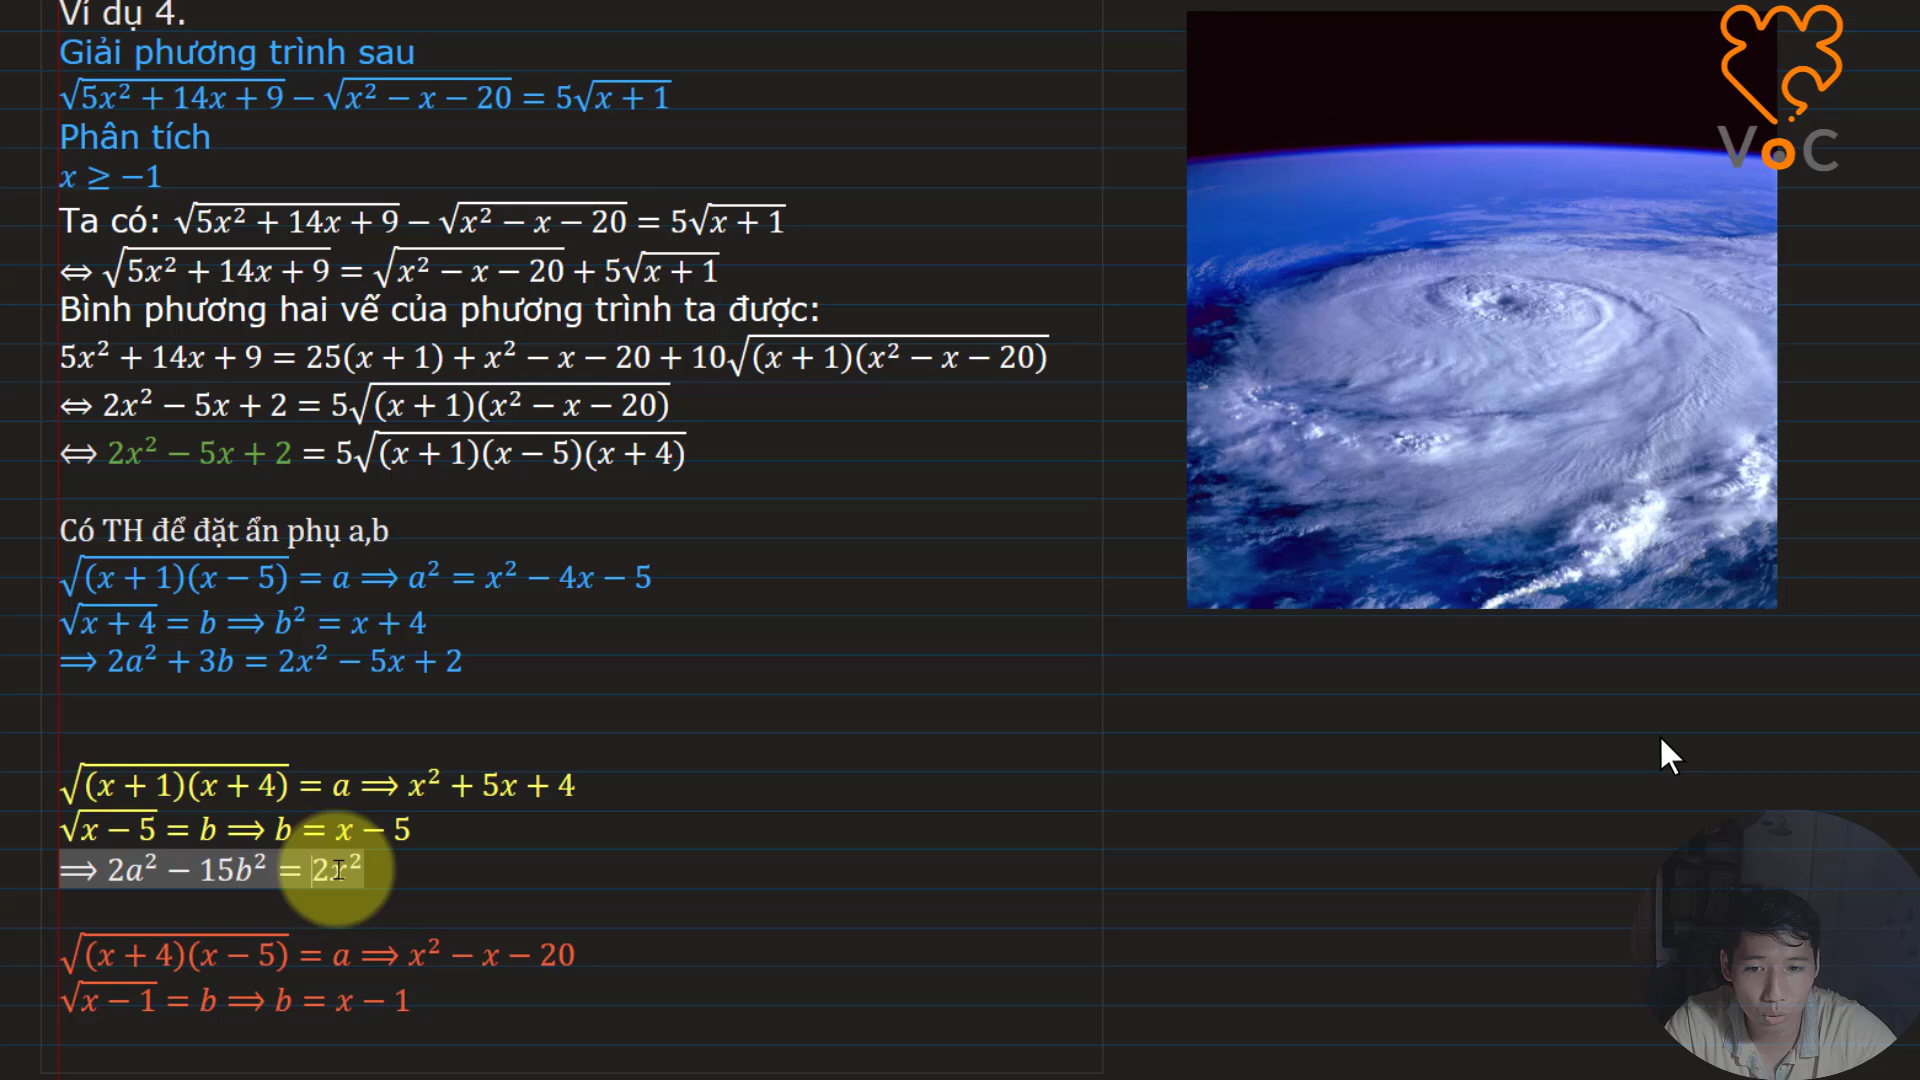 Ví dụ 4.
Giải phương trình sau
√(5x² + 14x + 9) − √(x² − x − 20) = 5√(x + 1)
Phân tích
x ≥ −1
Ta có: √(5x² + 14x + 9) − √(x² − x − 20) = 5√(x + 1)
⇔ √(5x² + 14x + 9) = √(x² − x − 20) + 5√(x + 1)
Bình phương hai vế của phương trình ta được:
5x² + 14x + 9 = 25(x + 1) + x² − x − 20 + 10√((x + 1)(x² − x − 20))
⇔ 2x² − 5x + 2 = 5√((x + 1)(x² − x − 20))
⇔ 2x² − 5x + 2 = 5√((x + 1)(x − 5)(x + 4))
Có TH để đặt ẩn phụ a,b
√((x + 1)(x − 5)) = a ⟹ a² = x² − 4x − 5
√(x + 4) = b ⟹ b² = x + 4
⟹ 2a² + 3b = 2x² − 5x + 2
√((x + 1)(x + 4)) = a ⟹ x² + 5x + 4
√(x − 5) = b ⟹ b = x − 5
⟹ 2a² − 15b² = 2x²
√((x + 4)(x − 5)) = a ⟹ x² − x − 20
√(x − 1) = b ⟹ b = x − 1
VoC